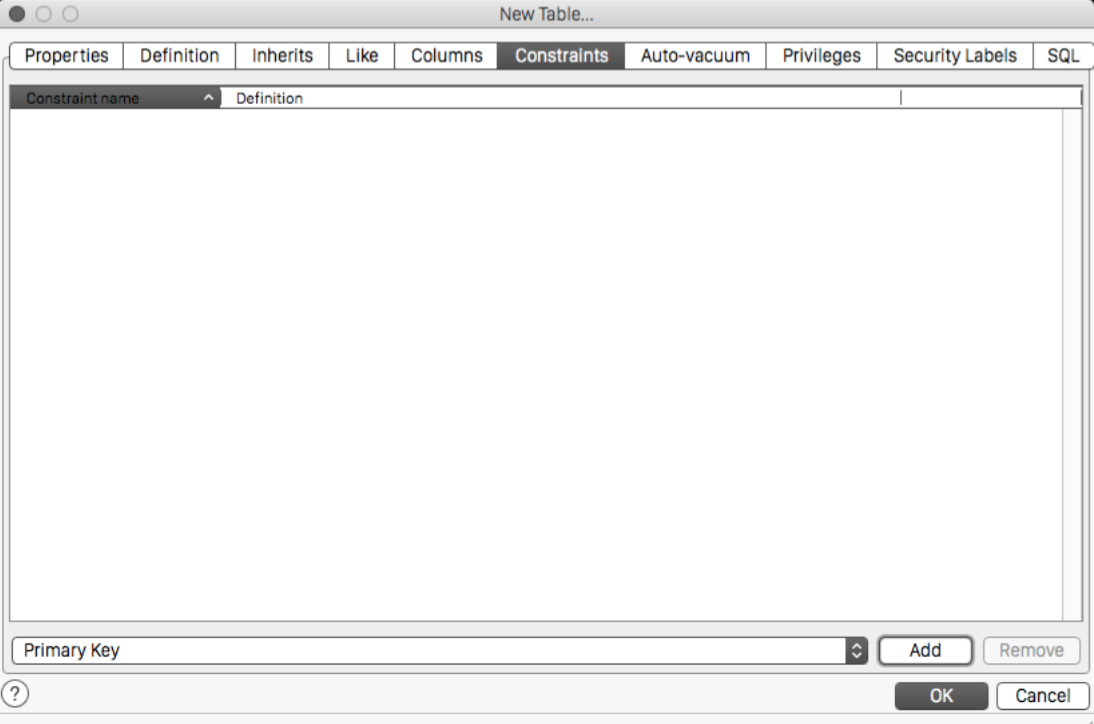 New Table...
Properties Definition Inherits Like Columns Constraints Auto-vacuum Privileges Security Labels SQL
Constraint name Definition
Primary Key Add Remove
? OK Cancel